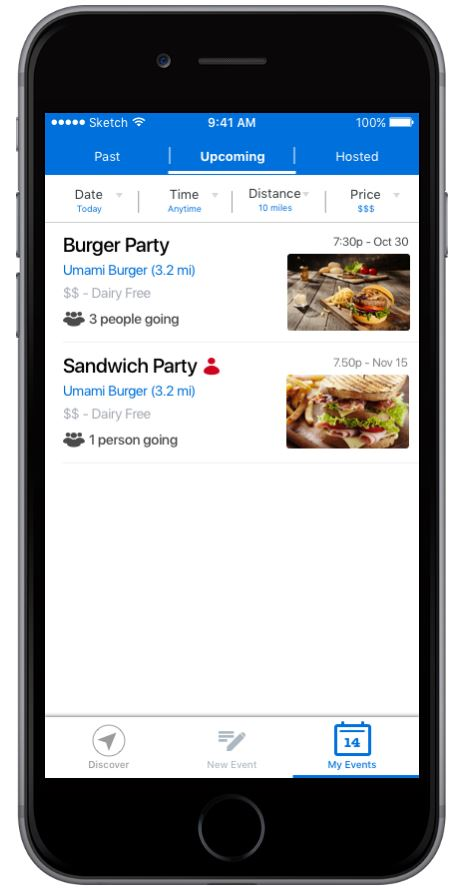 Sketch 9:41 AM 100%
Past Upcoming Hosted
Date Time Distance Price
Today Anytime 10 miles $$$
Burger Party 7:30p - Oct 30
Umami Burger (3.2 mi)
$$ - Dairy Free
3 people going
Sandwich Party 7.50p - Nov 15
Umami Burger (3.2 mi)
$$ - Dairy Free
1 person going
14
Discover New Event My Events